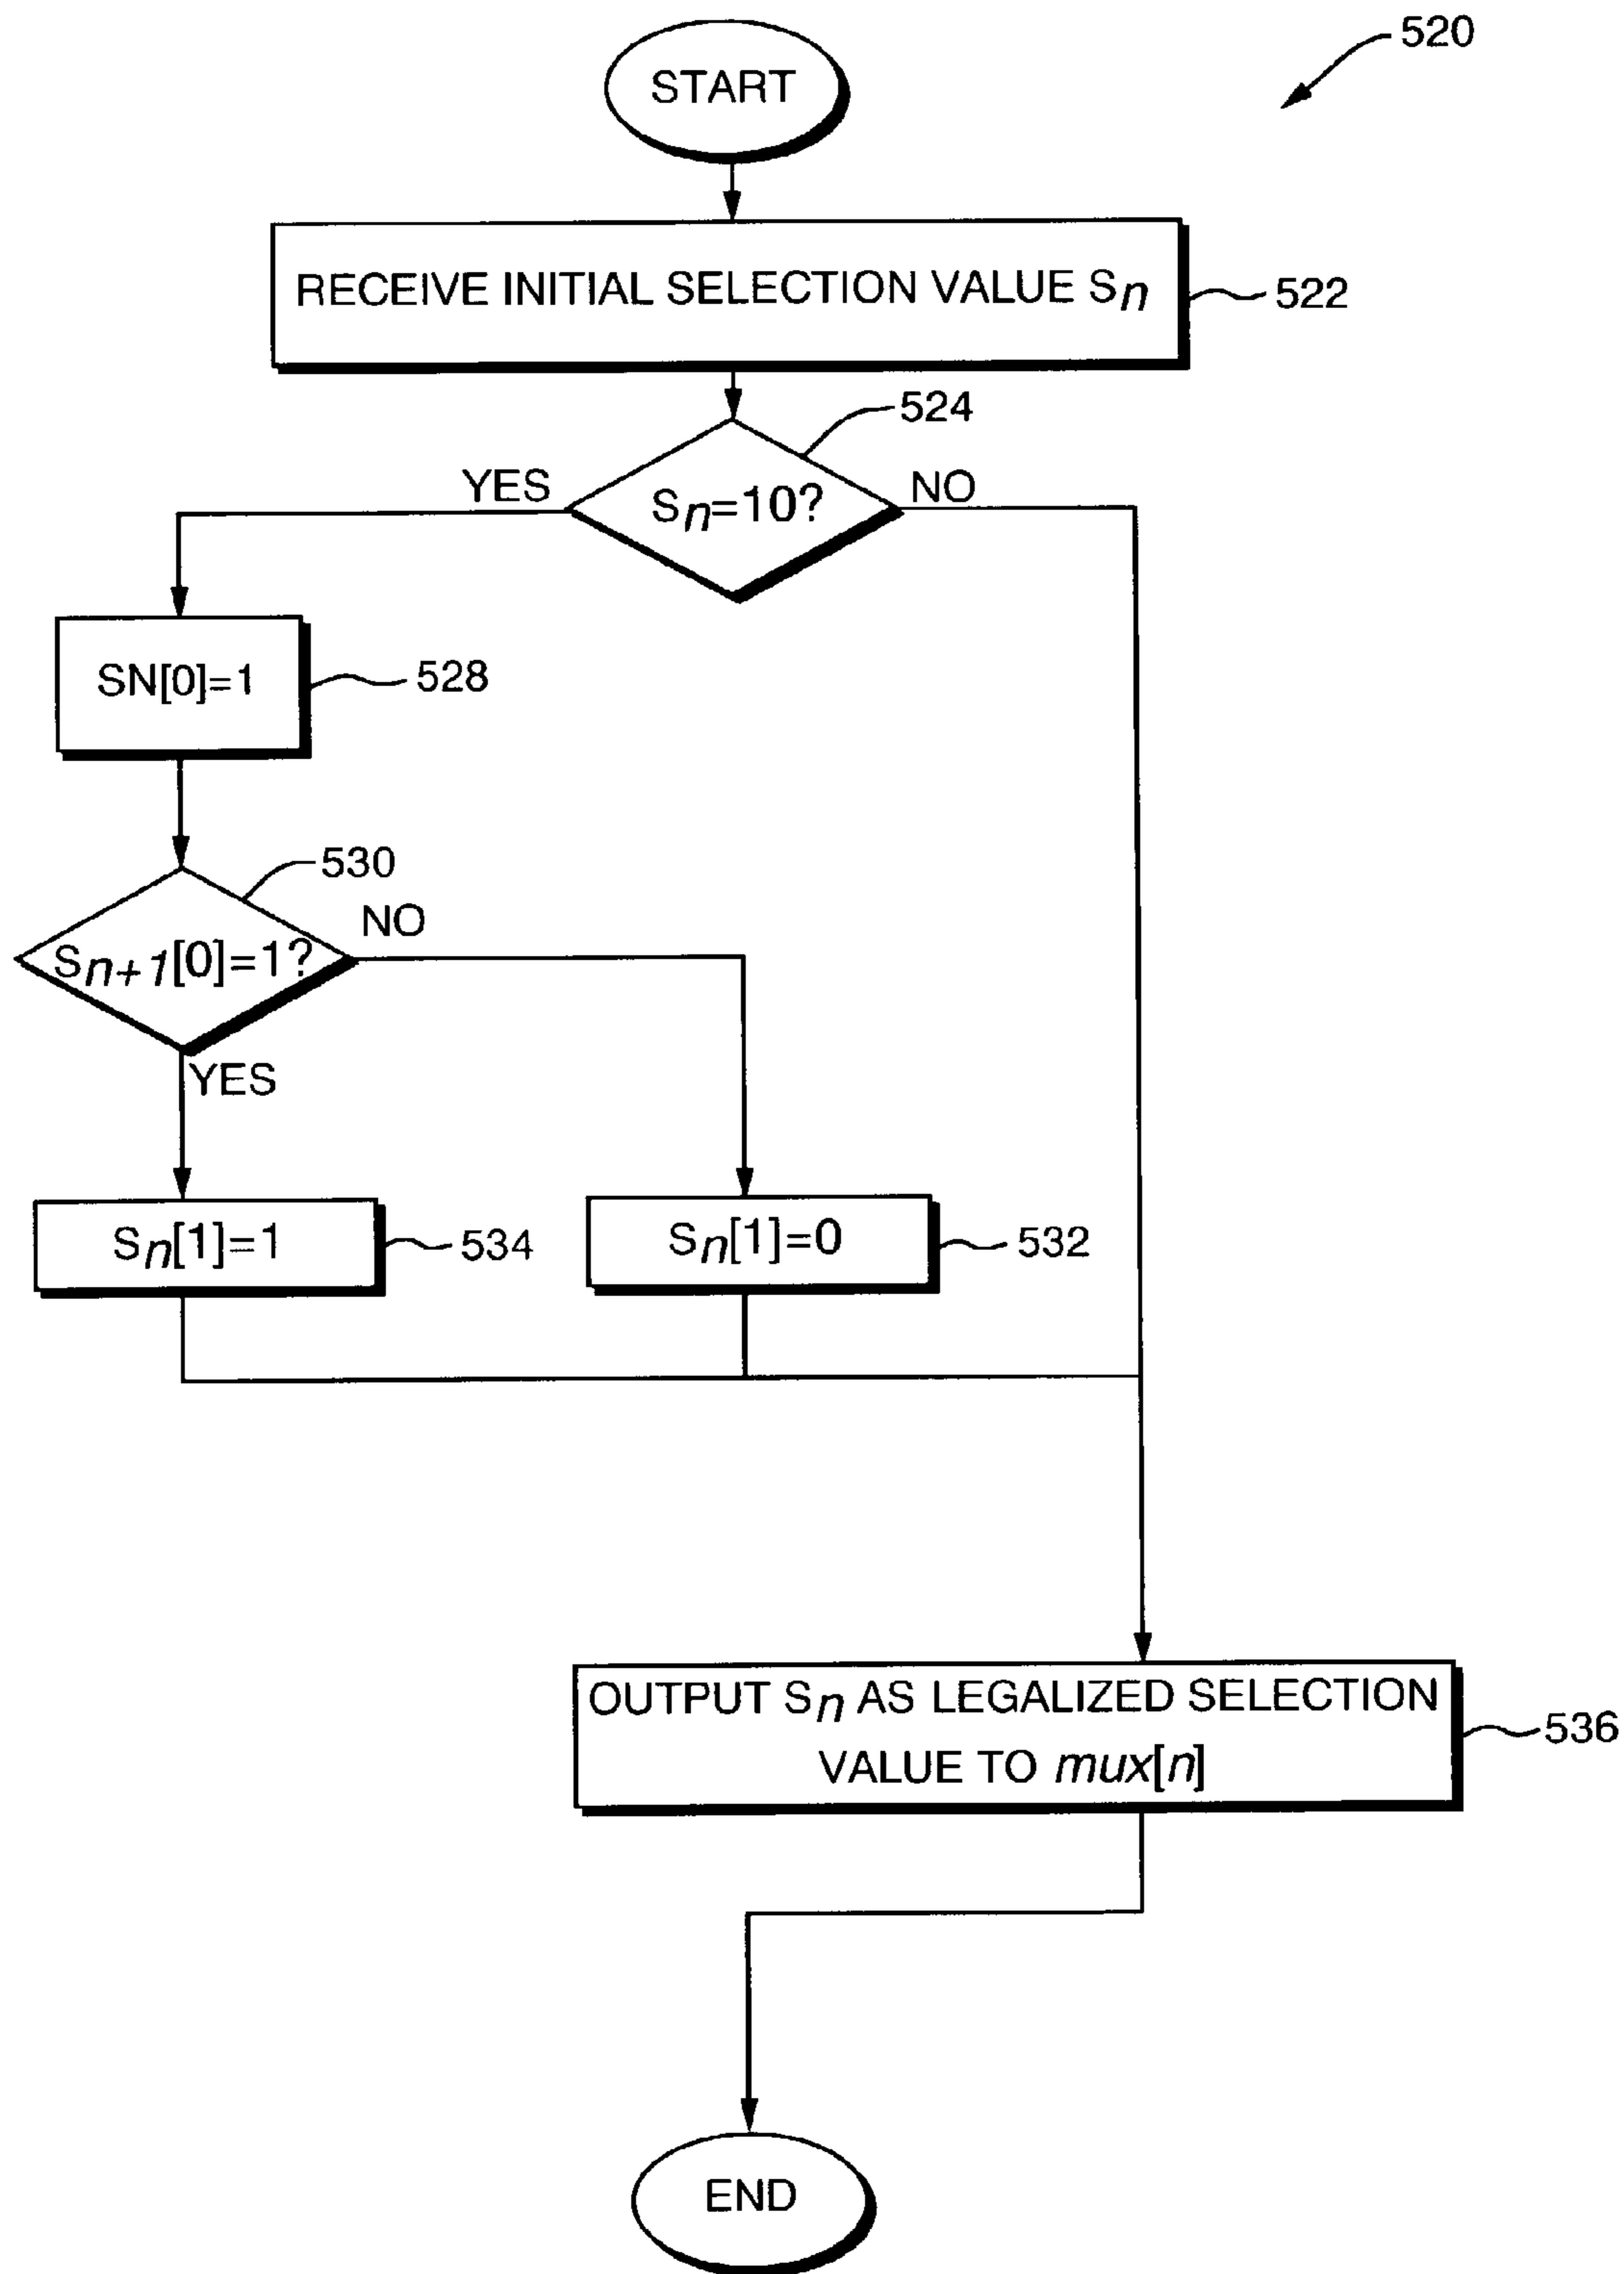 520
START
RECEIVE INITIAL SELECTION VALUE Sn
522
524
YES
NO
Sn=10?
SN[0]=1
528
530
NO
Sn+1[0]=1?
YES
Sn[1]=1
534
Sn[1]=0
532
OUTPUT Sn AS LEGALIZED SELECTION
VALUE TO mux[n]
536
END